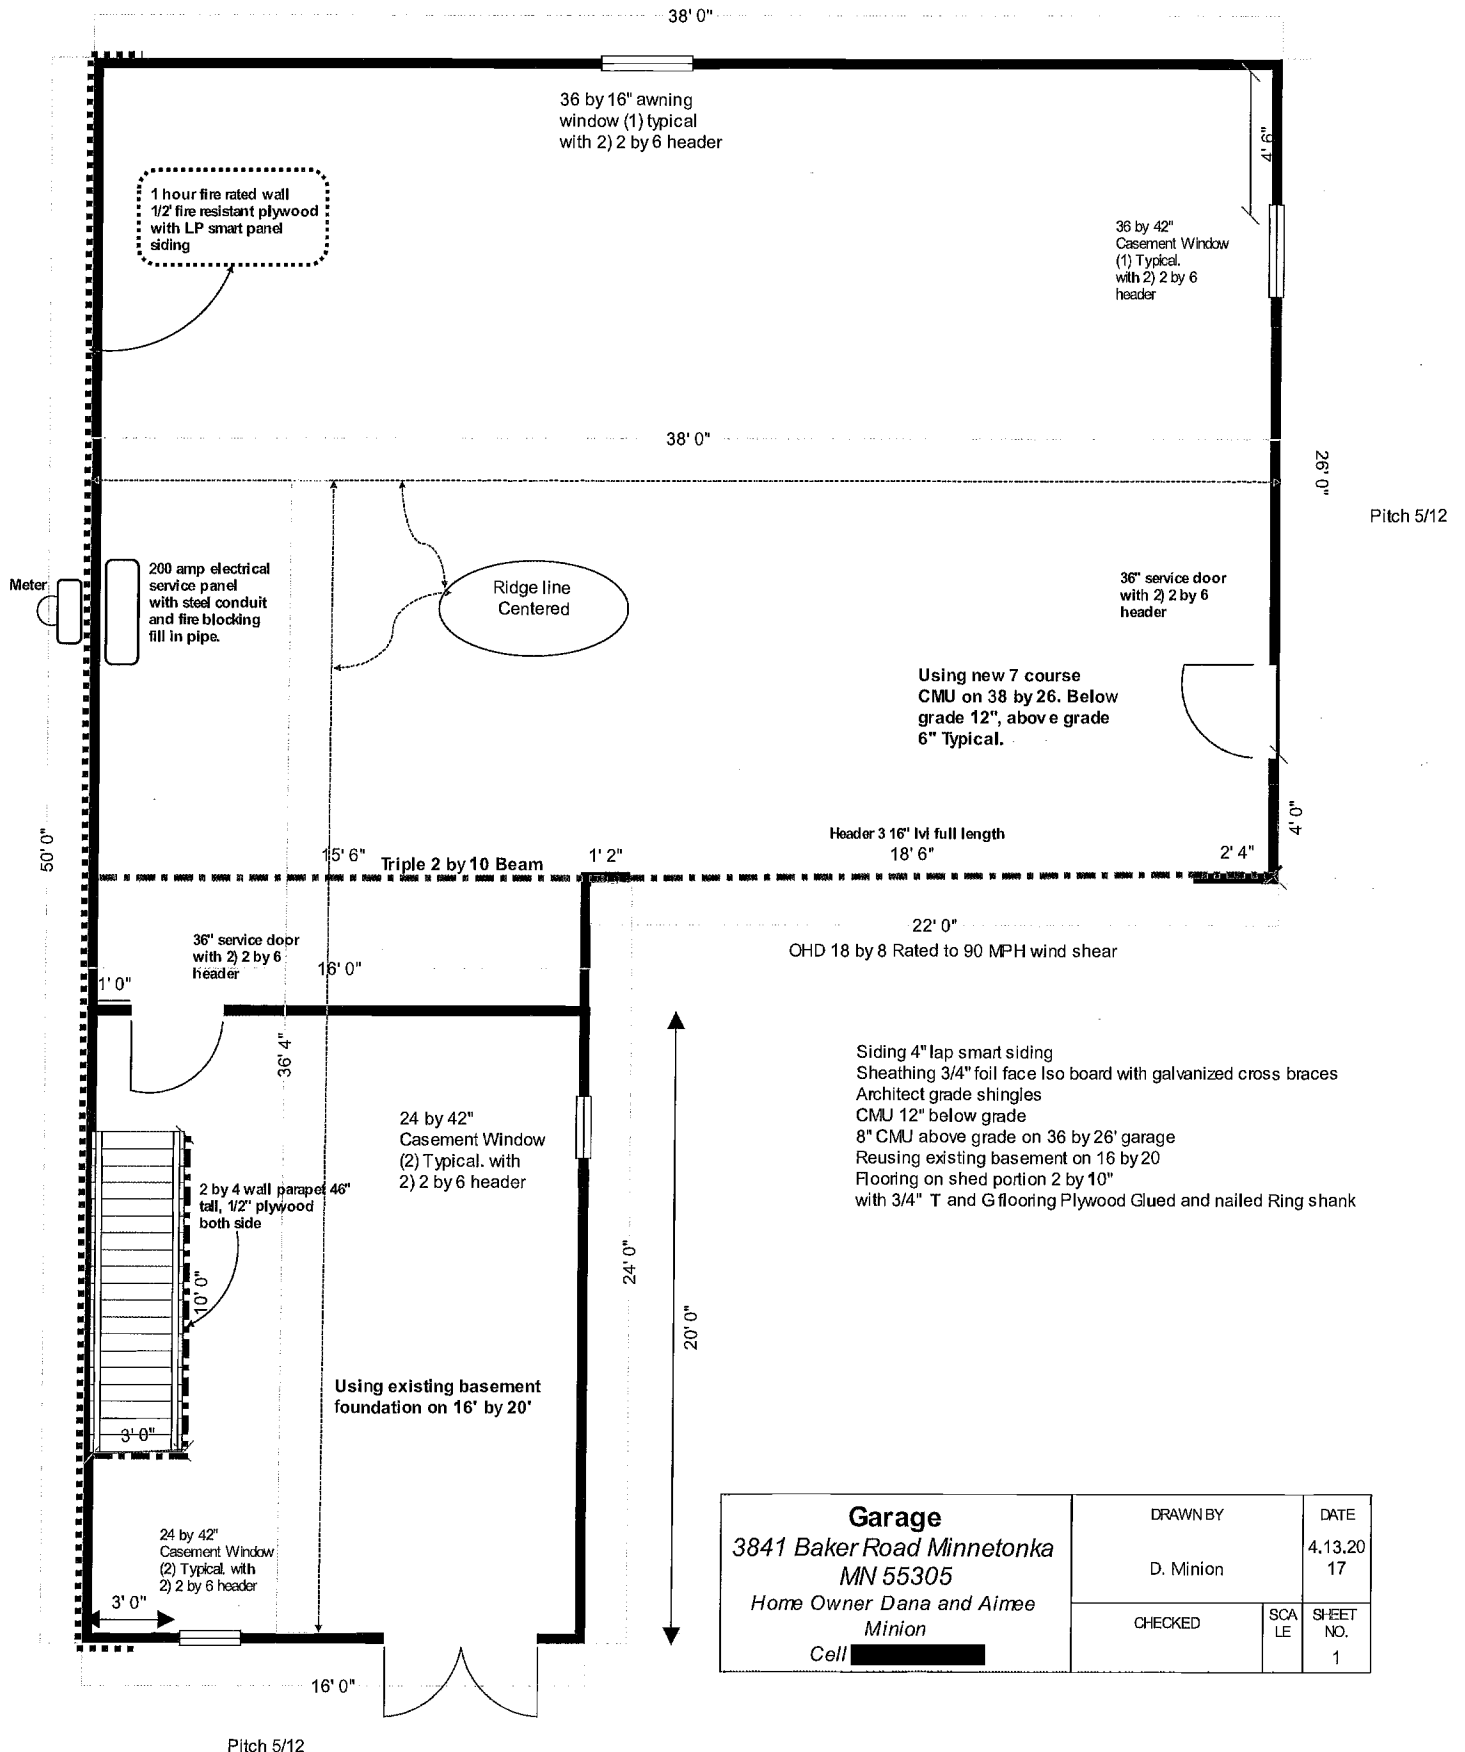 38' 0"
36 by 16" awning
window (1) typical
with 2) 2 by 6 header
4' 6"
1 hour fire rated wall
1/2' fire resistant plywood
with LP smart panel
siding
36 by 42"
Casement Window
(1) Typical.
with 2) 2 by 6
header
38' 0"
26' 0"
Pitch 5/12
Meter
200 amp electrical
service panel
with steel conduit
and fire blocking
fill in pipe.
Ridge line
Centered
36" service door
with 2) 2 by 6
header
Using new 7 course
CMU on 38 by 26. Below
grade 12", above grade
6" Typical.
4' 0"
50' 0"
Header 3 16" lvl full length
15' 6"
Triple 2 by 10 Beam
1' 2"
18' 6"
2' 4"
22' 0"
OHD 18 by 8 Rated to 90 MPH wind shear
36" service door
with 2) 2 by 6
header
16' 0"
1' 0"
36' 4"
Siding 4" lap smart siding
Sheathing 3/4" foil face Iso board with galvanized cross braces
Architect grade shingles
CMU 12" below grade
8" CMU above grade on 36 by 26' garage
Reusing existing basement on 16 by 20
Flooring on shed portion 2 by 10"
with 3/4" T and G flooring Plywood Glued and nailed Ring shank
24 by 42"
Casement Window
(2) Typical. with
2) 2 by 6 header
2 by 4 wall parapet 46"
tall, 1/2" plywood
both side
10' 0"
24' 0"
20' 0"
Using existing basement
foundation on 16' by 20'
3' 0"
24 by 42"
Casement Window
(2) Typical. with
2) 2 by 6 header
3' 0"
16' 0"
Pitch 5/12
Garage
3841 Baker Road Minnetonka
MN 55305
Home Owner Dana and Aimee
Minion
Cell
DRAWN BY
D. Minion
DATE
4.13.20
17
CHECKED
SCA
LE
SHEET
NO.
1